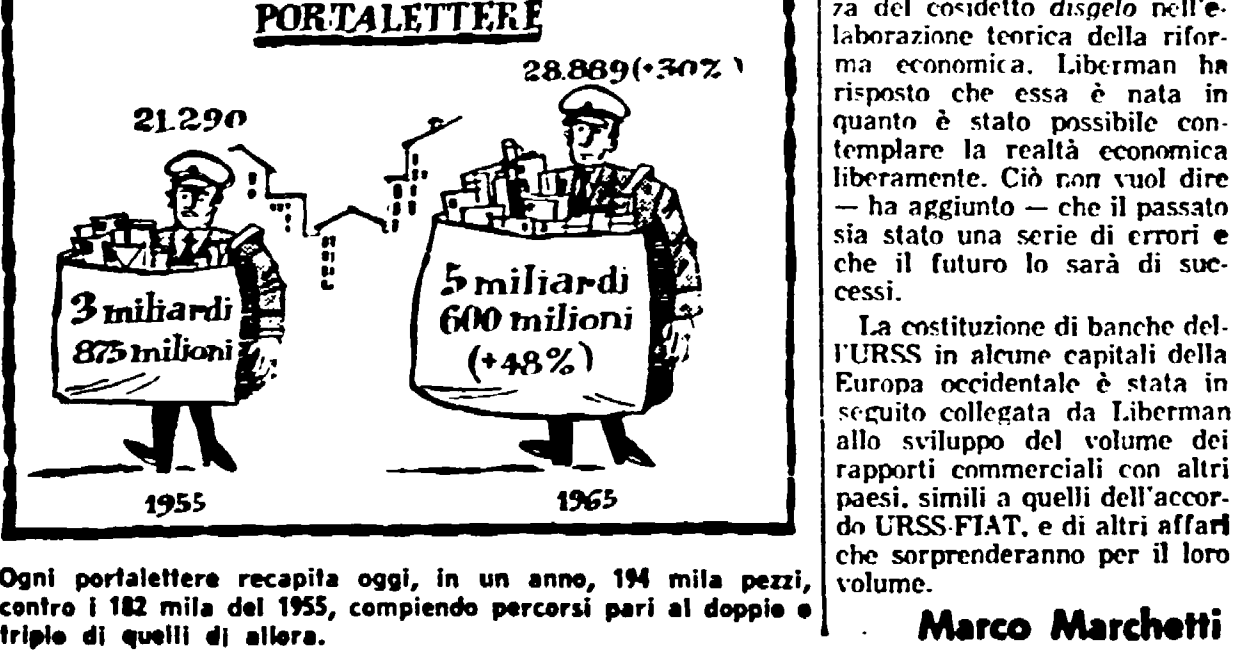 PORTALETTERE
21.290
28.889 (+30%)
3 miliardi
875 milioni
5 miliardi
600 milioni
(+48%)
1955
1965
Ogni portalettere recapita oggi, in un anno, 194 mila pezzi,
contro i 182 mila del 1955, compiendo percorsi pari al doppio o
triplo di quelli di allora.
za del cosidetto disgelo nell'e-
laborazione teorica della rifor-
ma economica. Liberman ha
risposto che essa è nata in
quanto è stato possibile con-
templare la realtà economica
liberamente. Ciò non vuol dire
— ha aggiunto — che il passato
sia stato una serie di errori e
che il futuro lo sarà di suc-
cessi.
La costituzione di banche del-
l'URSS in alcune capitali della
Europa occidentale è stata in
seguito collegata da Liberman
allo sviluppo del volume dei
rapporti commerciali con altri
paesi, simili a quelli dell'accor-
do URSS-FIAT, e di altri affari
che sorprenderanno per il loro
volume.
Marco Marchetti